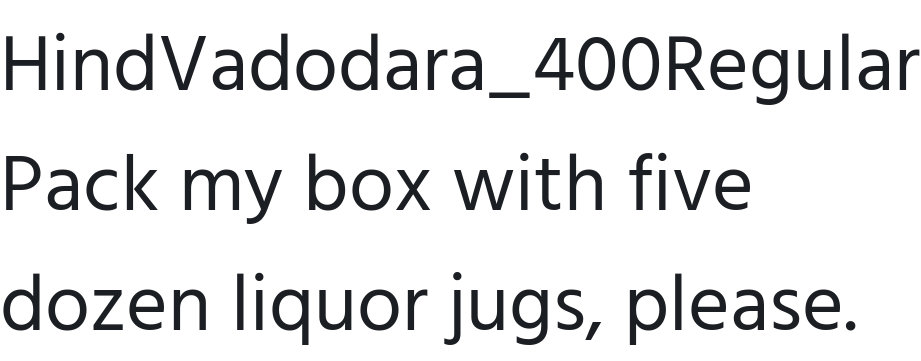 HindVadodara_400Regular
Pack my box with five
dozen liquor jugs, please.